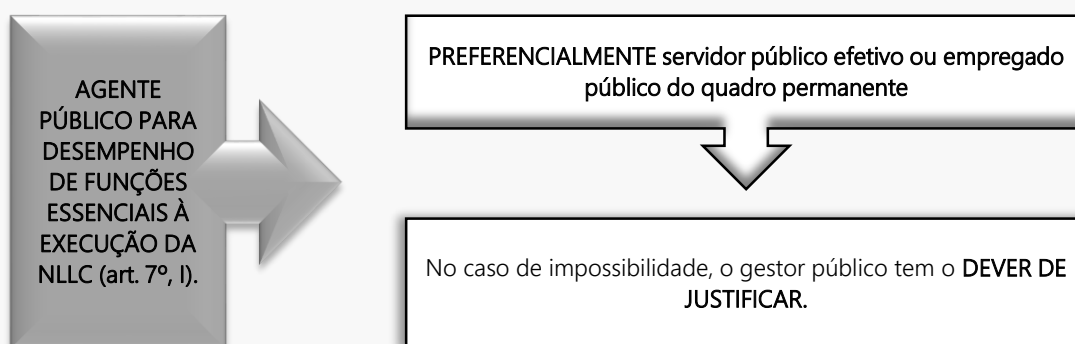 AGENTE
PÚBLICO PARA
DESEMPENHO
DE FUNÇÕES
ESSENCIAIS À
EXECUÇÃO DA
NLLC (art. 7º, I).
PREFERENCIALMENTE servidor público efetivo ou empregado
público do quadro permanente
No caso de impossibilidade, o gestor público tem o DEVER DE
JUSTIFICAR.